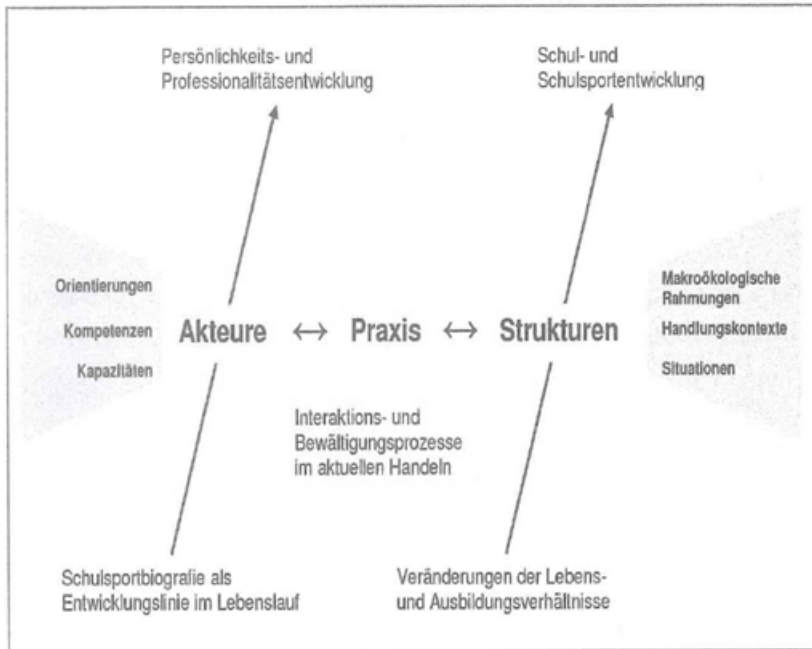 Persönlichkeits- und
Professionalitätsentwicklung
Schul- und
Schulsportentwicklung
Orientierungen
Kompetenzen
Kapazitäten
Akteure ↔ Praxis ↔ Strukturen
Makroökologische
Rahmungen
Handlungskontexte
Situationen
Interaktions- und
Bewältigungsprozesse
im aktuellen Handeln
Schulsportbiografie als
Entwicklungslinie im Lebenslauf
Veränderungen der Lebens-
und Ausbildungsverhältnisse